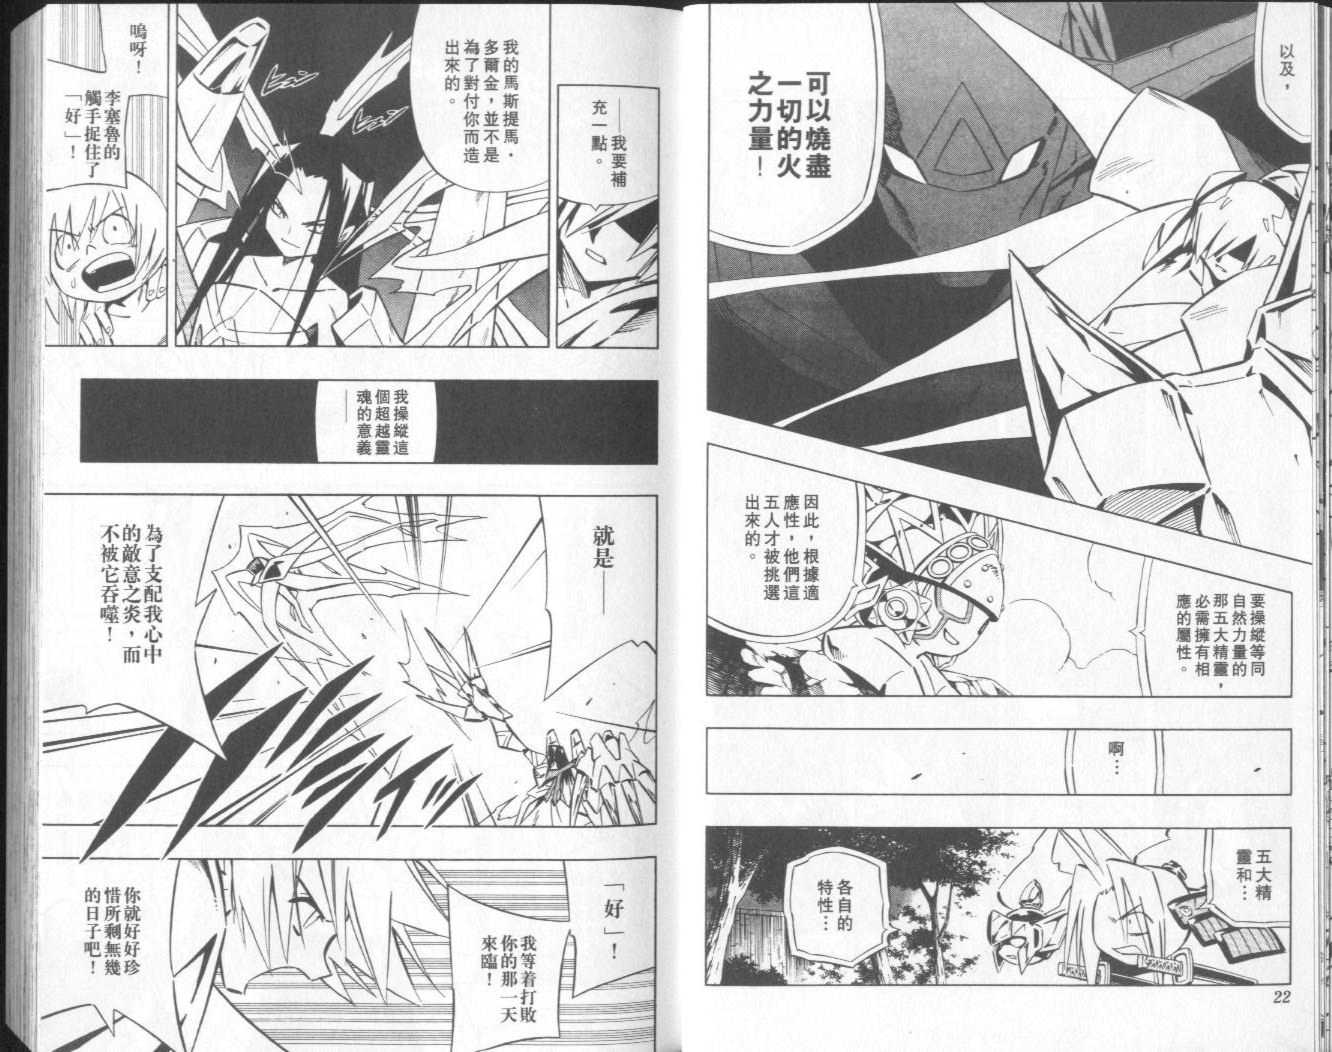 以及，
可以燒盡
一切的火
之力量！
要操縱等同
自然力量的
那五大精靈，
必需擁有相
應的屬性。
因此，根據適
應性，他們這
五人才被挑選
出來的。
啊…
五大精
靈和…
各自的
特性…
22
——我要補
充一點。
我的馬斯提馬·
多爾金，並不是
為了對付你而造
出來的。
嗚呀！
李塞魯的
觸手捉住了
「好」！
我操縱這
個超越靈
魂的意義
——
就是——
為了支配我心中
的敵意之炎，而
不被它吞噬！
「好」！
我等着打敗
你的那一天
來臨！
你就好好珍
惜所剩無幾
的日子吧！